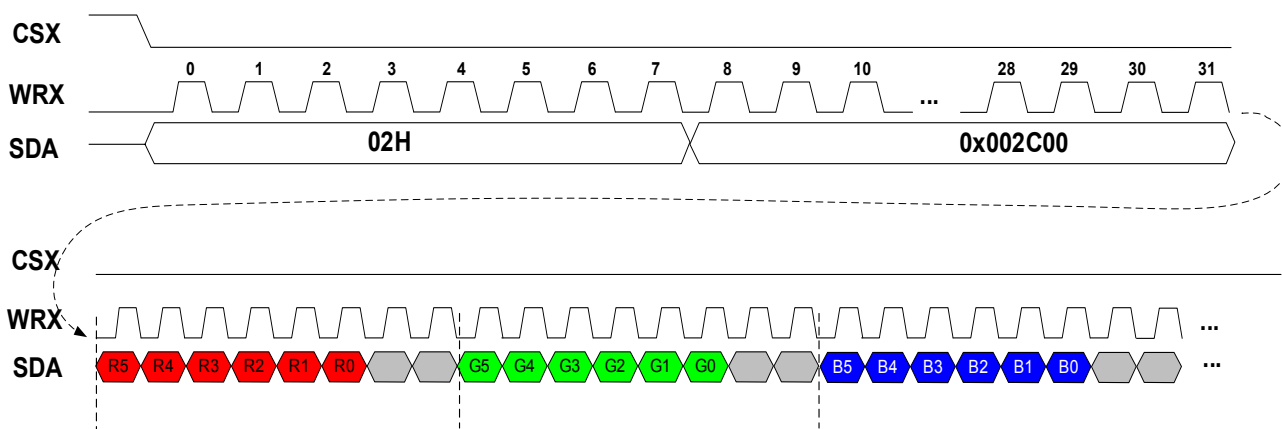 CSX
0 1 2 3 4 5 6 7 8 9 10 28 29 30 31
WRX ...
SDA 02H 0x002C00
CSX
WRX ...
SDA R5 R4 R3 R2 R1 R0 G5 G4 G3 G2 G1 G0 B5 B4 B3 B2 B1 B0 ...